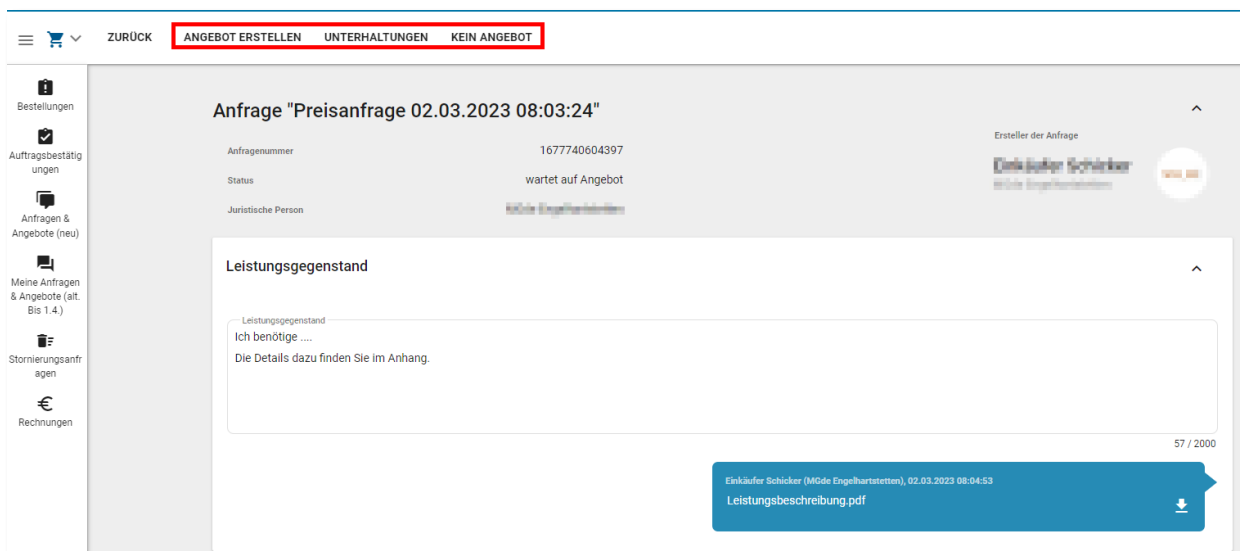 ZURÜCK ANGEBOT ERSTELLEN UNTERHALTUNGEN KEIN ANGEBOT
Bestellungen
Auftragsbestätig
ungen
Anfragen &
Angebote (neu)
Meine Anfragen
& Angebote (alt.
Bis 1.4.)
Stornierungsanfr
agen
€
Rechnungen
Anfrage "Preisanfrage 02.03.2023 08:03:24"
Anfragenummer 1677740604397
Status wartet auf Angebot
Juristische Person
Ersteller der Anfrage
Leistungsgegenstand
Leistungsgegenstand
Ich benötige ....
Die Details dazu finden Sie im Anhang.
57 / 2000
Einkäufer Schicker (MGde Engelhartstetten), 02.03.2023 08:04:53
Leistungsbeschreibung.pdf